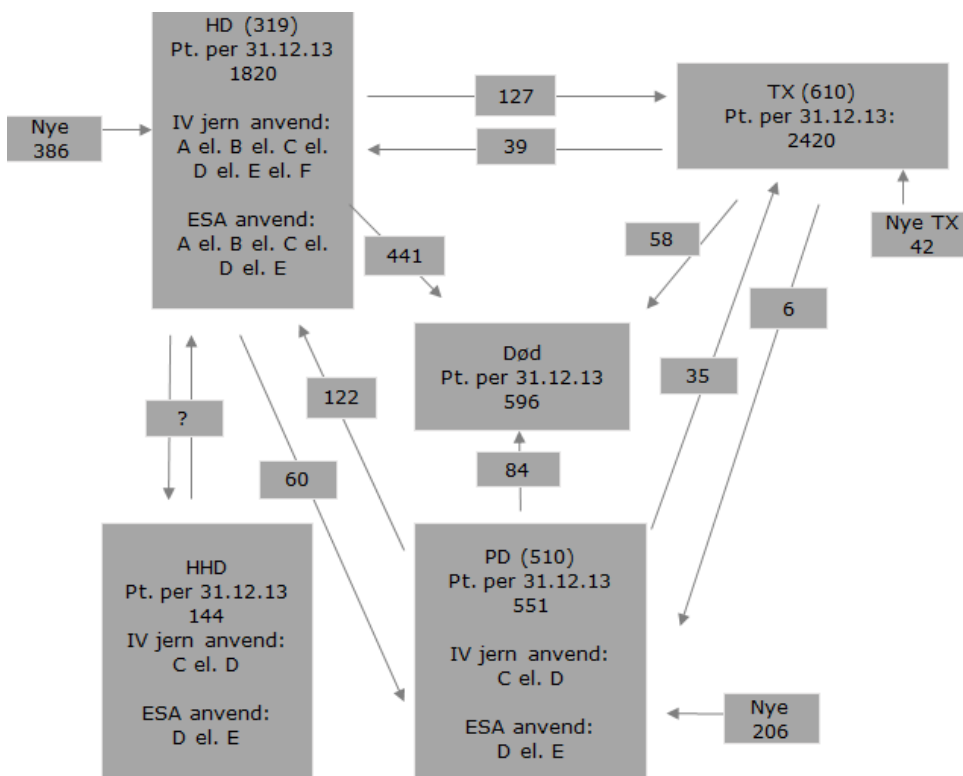 HD (319)
Pt. per 31.12.13
1820
IV jern anvend:
A el. B el. C el.
D el. E el. F
ESA anvend:
A el. B el. C el.
D el. E
Nye
386
127
39
TX (610)
Pt. per 31.12.13:
2420
Nye TX
42
441
58
6
Død
Pt. per 31.12.13
596
35
122
?
60
84
HHD
Pt. per 31.12.13
144
IV jern anvend:
C el. D
ESA anvend:
D el. E
PD (510)
Pt. per 31.12.13
551
IV jern anvend:
C el. D
ESA anvend:
D el. E
Nye
206